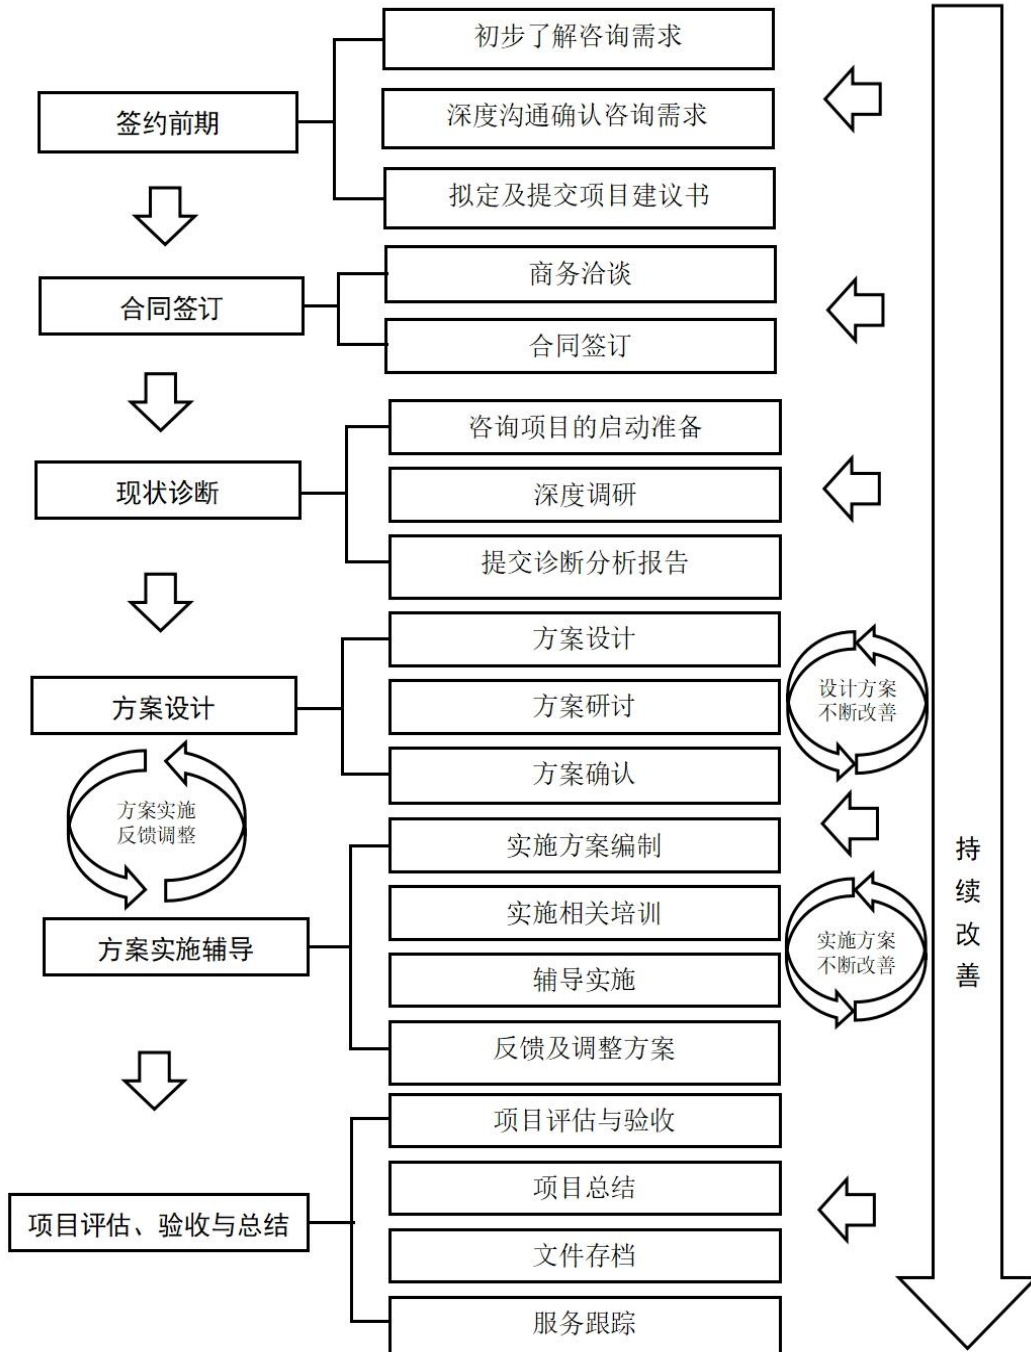 初步了解咨询需求
签约前期
深度沟通确认咨询需求
拟定及提交项目建议书
商务洽谈
合同签订
合同签订
咨询项目的启动准备
现状诊断
深度调研
提交诊断分析报告
方案设计
方案设计
方案研讨
设计方案
不断改善
方案确认
方案实施
反馈调整
实施方案编制
实施相关培训
方案实施辅导
实施方案
不断改善
辅导实施
反馈及调整方案
持
续
改
善
项目评估与验收
项目总结
项目评估、验收与总结
文件存档
服务跟踪